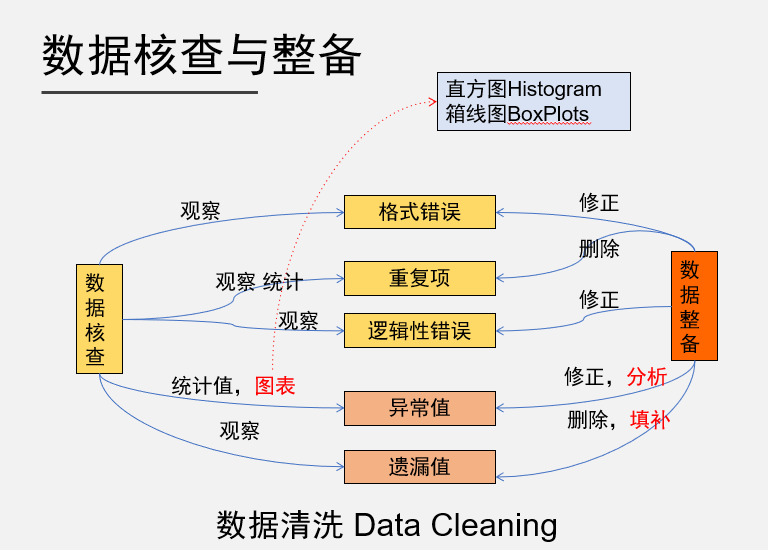 数据核查与整备
直方图Histogram
箱线图BoxPlots
观察
格式错误
修正
删除
数据核查
观察 统计
重复项
数据整备
观察
逻辑性错误
修正
统计值，图表
异常值
修正，分析
观察
删除，填补
遗漏值
数据清洗 Data Cleaning